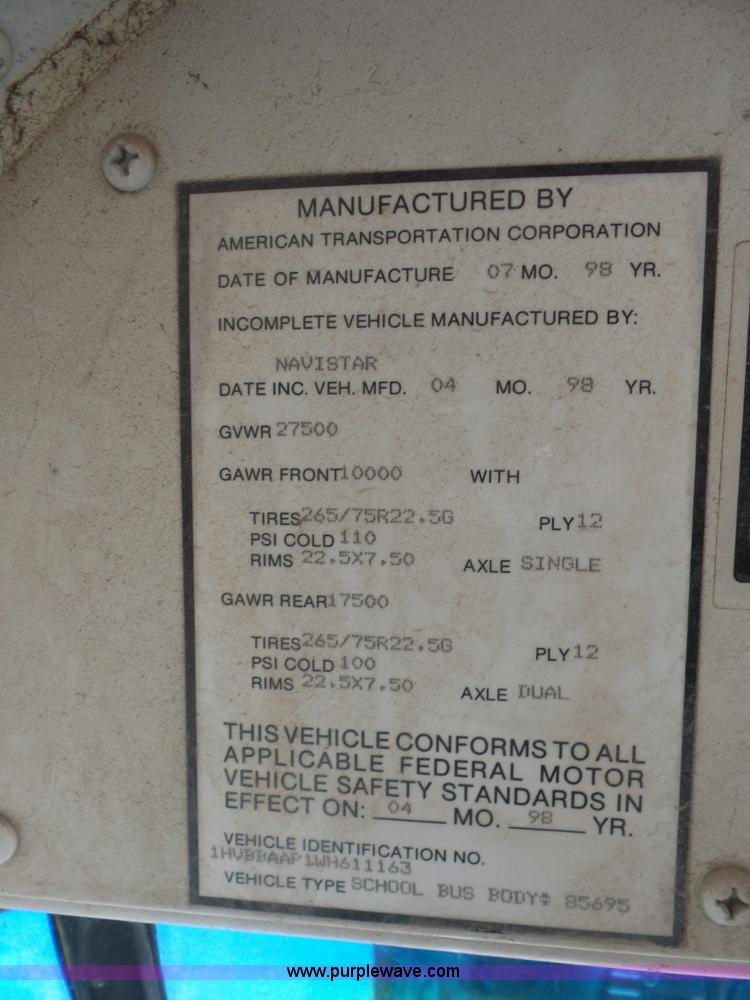 MANUFACTURED BY
AMERICAN TRANSPORTATION CORPORATION
DATE OF MANUFACTURE 07 MO. 98 YR.
INCOMPLETE VEHICLE MANUFACTURED BY:
NAVISTAR
DATE INC. VEH. MFD. 04 MO. 98 YR.
GVWR 27500
GAWR FRONT 10000 WITH
TIRES 265/75R22.5G PLY 12
PSI COLD 110
RIMS 22.5X7.50 AXLE SINGLE
GAWR REAR 17500
TIRES 265/75R22.5G PLY 12
PSI COLD 100
RIMS 22.5X7.50 AXLE DUAL
THIS VEHICLE CONFORMS TO ALL
APPLICABLE FEDERAL MOTOR
VEHICLE SAFETY STANDARDS IN
EFFECT ON: 04 MO. 98 YR.
VEHICLE IDENTIFICATION NO.
1HVBBAAP1WH611163
VEHICLE TYPE SCHOOL BUS BODY# 85695
www.purplewave.com